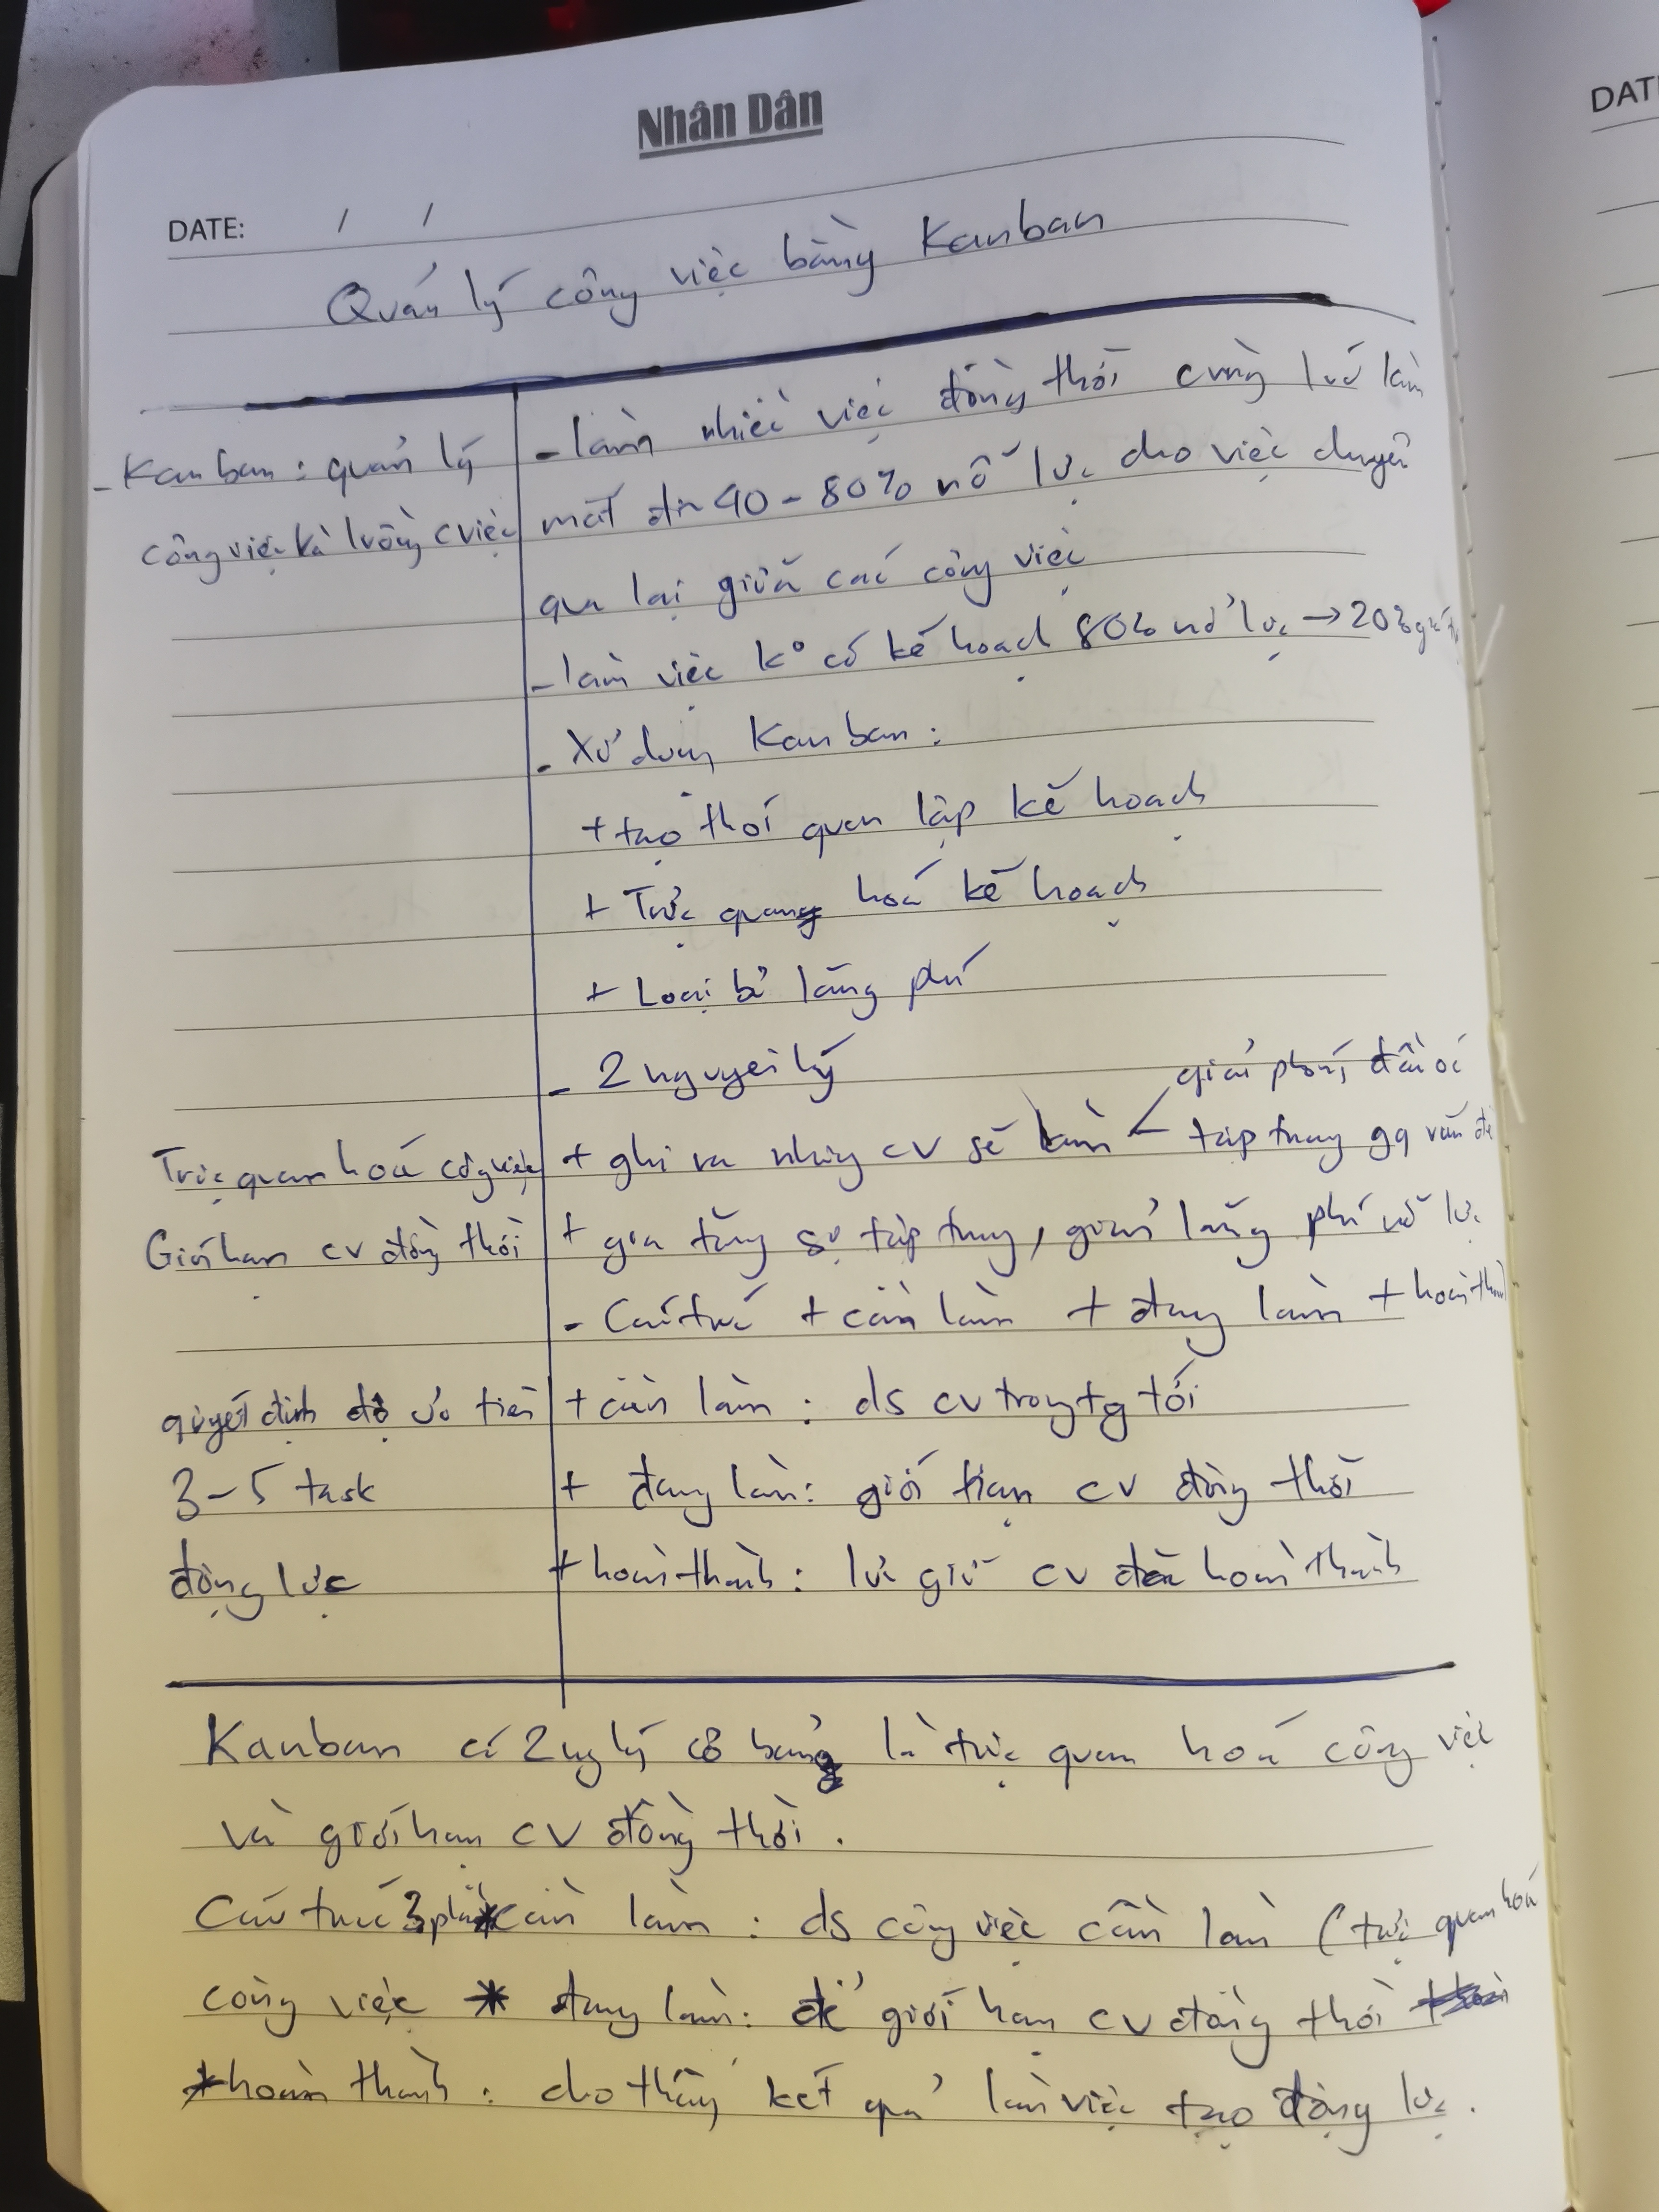 Nhân Dân
DATE: / /
DATE
Quản lý công việc bằng Kanban
- Kanban : quản lý
công việc và luồng cviệc
- làm nhiều việc đồng thời cùng lúc làm
mất đến 40 - 80% nỗ lực cho việc chuyển
qua lại giữa các công việc
- làm việc k° có kế hoạch 80% nỗ lực → 20%
- Xử dụng Kanban :
+ tạo thói quen lập kế hoạch
+ Trực quan hoá kế hoạch
+ Loại bỏ lãng phí
- 2 nguyên lý
giải phóng đầu óc
Trực quan hoá công việc
+ ghi ra những cv sẽ làm < tập trung gq vấn đề
Giới hạn cv đồng thời
+ gia tăng sự tập trung, giảm lãng phí nỗ lực
- Cấu trúc + cần làm + đang làm + hoàn thành
quyết định độ ưu tiên
+ cần làm : ds cv trong tg tới
3 - 5 task
+ đang làm : giới hạn cv đồng thời
động lực
+ hoàn thành : lưu giữ cv đã hoàn thành
Kanban có 2 ng lý cơ bản là trực quan hoá công việc
và giới hạn cv đồng thời .
Cấu trúc 3 phần * cần làm : ds công việc cần làm ( trực quan hoá
công việc * đang làm : để giới hạn cv đồng thời
* hoàn thành : cho thấy kết quả làm việc tạo động lực .